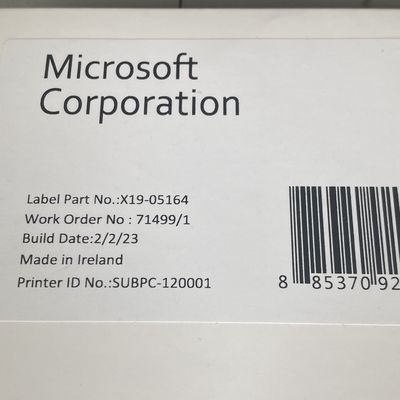 Microsoft
Corporation
Label Part No.:X19-05164
Work Order No : 71499/1
Build Date:2/2/23
Made in Ireland
Printer ID No.:SUBPC-120001
8 85370 92